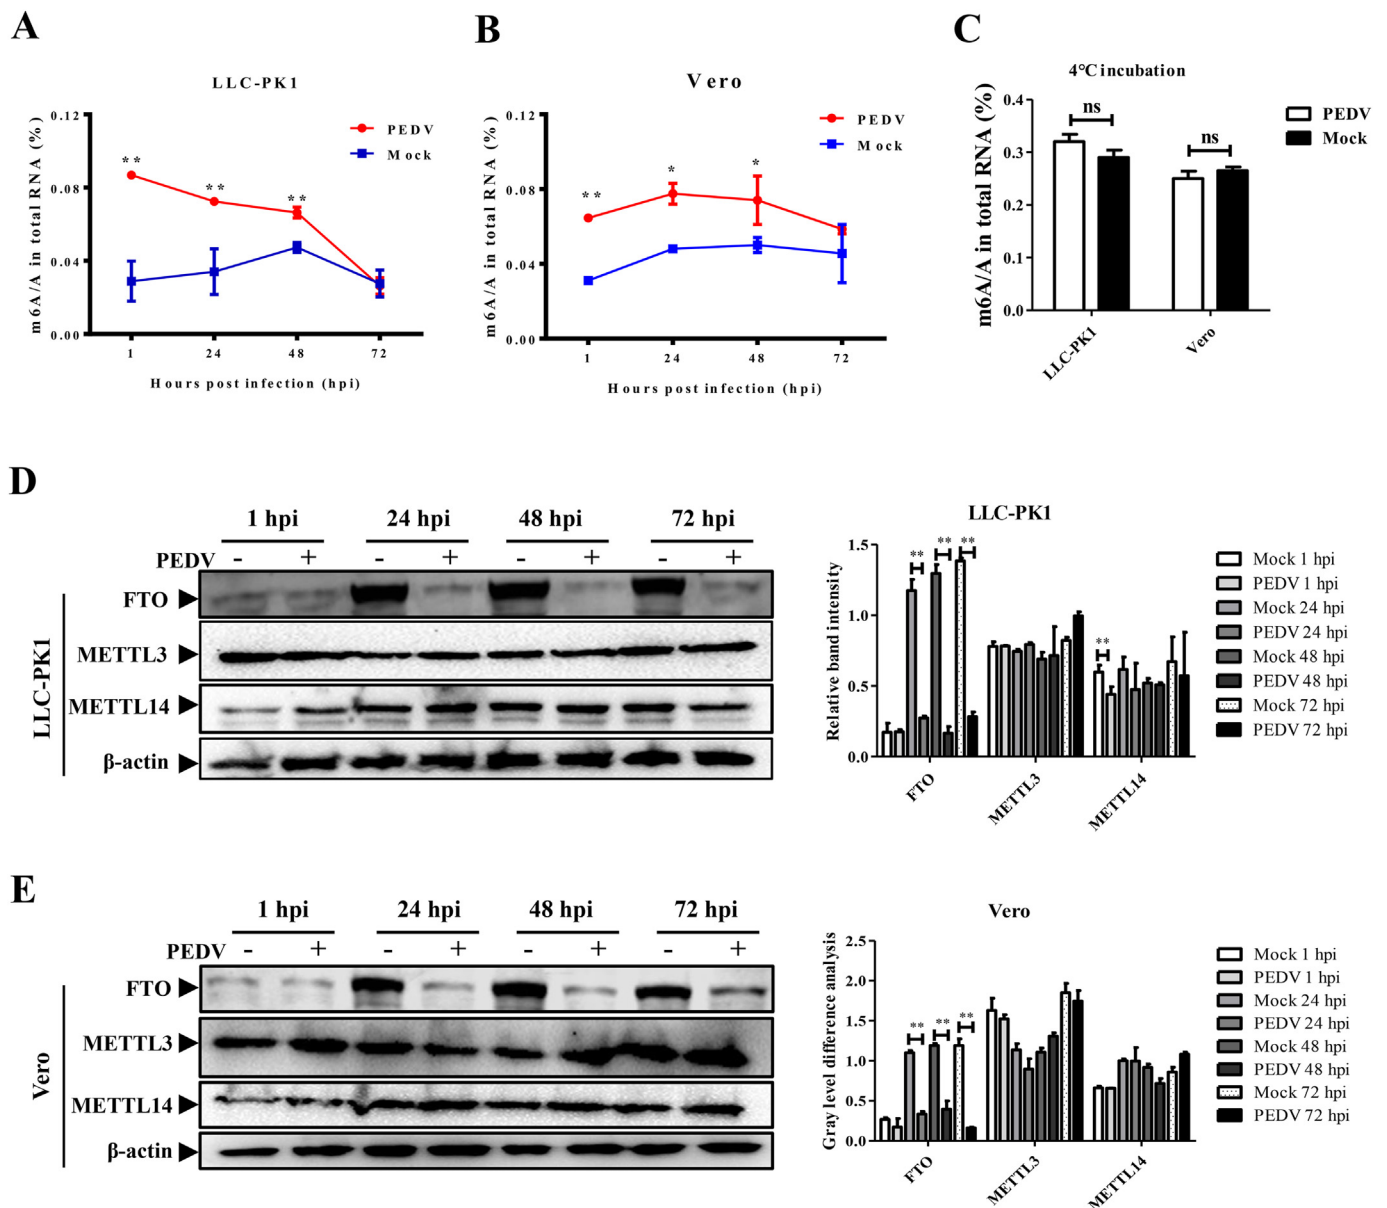 A
LLC-PK1
m6A/A in total RNA (%)
0.12
0.08
0.04
0.00
** ** **
PEDV
Mock
1 24 48 72
Hours post infection (hpi)
B
Vero
m6A/A in total RNA (%)
0.12
0.08
0.04
0.00
** * *
PEDV
Mock
1 24 48 72
Hours post infection (hpi)
C
4°C incubation
m6A/A in total RNA (%)
0.4
0.3
0.2
0.1
0.0
ns ns
PEDV
Mock
LLC-PK1 Vero
D
1 hpi 24 hpi 48 hpi 72 hpi
PEDV - + - + - + - +
LLC-PK1
FTO
METTL3
METTL14
β-actin
LLC-PK1
Relative band intensity
1.5
1.0
0.5
0.0
** ** ** **
FTO METTL3 METTL14
Mock 1 hpi
PEDV 1 hpi
Mock 24 hpi
PEDV 24 hpi
Mock 48 hpi
PEDV 48 hpi
Mock 72 hpi
PEDV 72 hpi
E
1 hpi 24 hpi 48 hpi 72 hpi
PEDV - + - + - + - +
Vero
FTO
METTL3
METTL14
β-actin
Vero
Gray level difference analysis
2.5
2.0
1.5
1.0
0.5
0.0
** ** **
FTO METTL3 METTL14
Mock 1 hpi
PEDV 1 hpi
Mock 24 hpi
PEDV 24 hpi
Mock 48 hpi
PEDV 48 hpi
Mock 72 hpi
PEDV 72 hpi